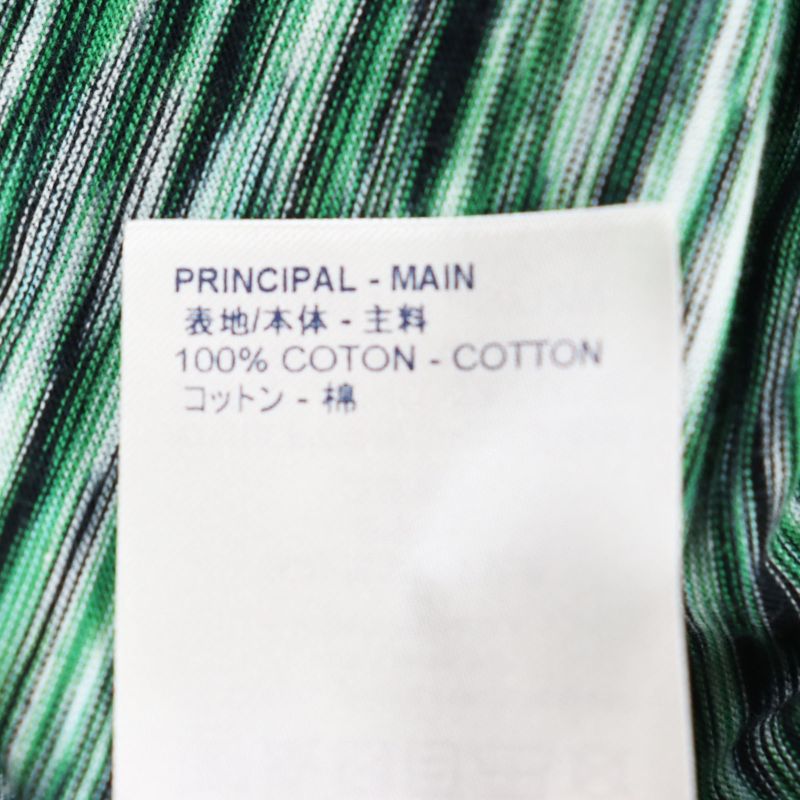 PRINCIPAL - MAIN
表地/本体 - 主料
100% COTON - COTTON
コットン - 棉